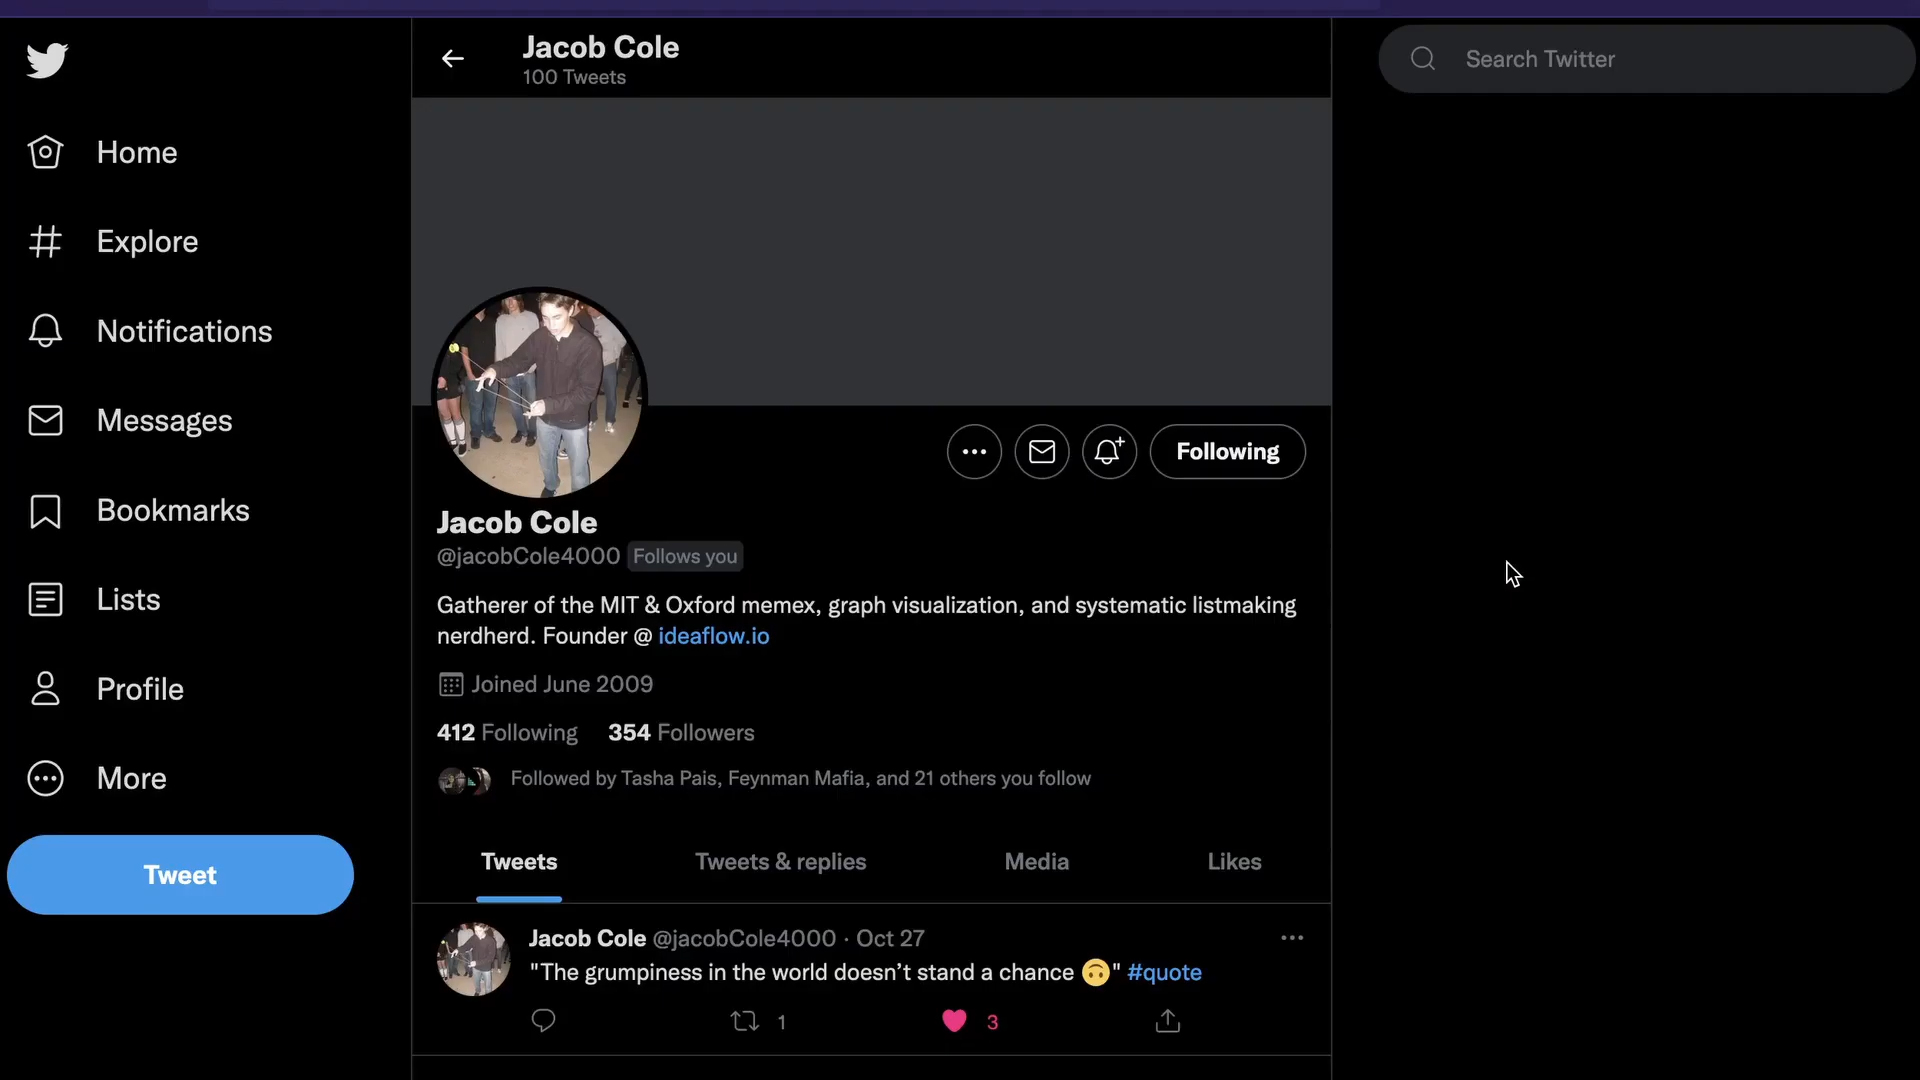 Jacob Cole
100 Tweets
Search Twitter
Home
Explore
Notifications
Messages
Bookmarks
Lists
Profile
More
Tweet
Following
Jacob Cole
@jacobCole4000 Follows you
Gatherer of the MIT & Oxford memex, graph visualization, and systematic listmaking
nerdherd. Founder @ ideaflow.io
Joined June 2009
412 Following 354 Followers
Followed by Tasha Pais, Feynman Mafia, and 21 others you follow
Tweets Tweets & replies Media Likes
Jacob Cole @jacobCole4000 · Oct 27
"The grumpiness in the world doesn’t stand a chance 🙃" #quote
1 3